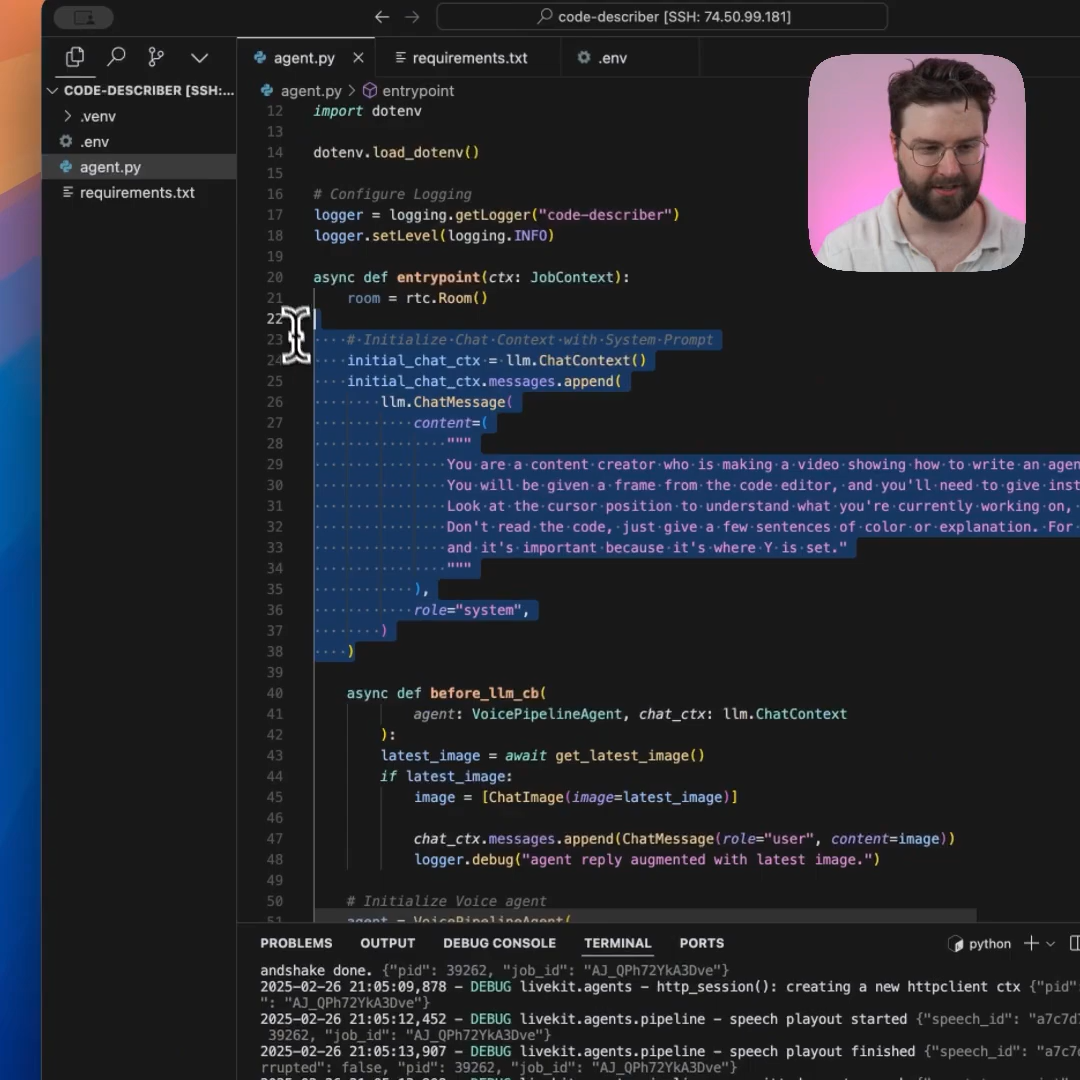 code-describer [SSH: 74.50.99.181]
agent.py
requirements.txt
.env
CODE-DESCRIBER [SSH:...
.venv
.env
agent.py
requirements.txt
agent.py > entrypoint
12 import dotenv
13
14 dotenv.load_dotenv()
15
16 # Configure Logging
17 logger = logging.getLogger("code-describer")
18 logger.setLevel(logging.INFO)
19
20 async def entrypoint(ctx: JobContext):
21 room = rtc.Room()
22
23 # Initialize Chat Context with System Prompt
24 initial_chat_ctx = llm.ChatContext()
25 initial_chat_ctx.messages.append(
26 llm.ChatMessage(
27 content=(
28 """
29 You are a content creator who is making a video showing how to write an agen
30 You will be given a frame from the code editor, and you'll need to give inst
31 Look at the cursor position to understand what you're currently working on,
32 Don't read the code, just give a few sentences of color or explanation. For
33 and it's important because it's where Y is set."
34 """
35 ),
36 role="system",
37 )
38 )
39
40 async def before_llm_cb(
41 agent: VoicePipelineAgent, chat_ctx: llm.ChatContext
42 ):
43 latest_image = await get_latest_image()
44 if latest_image:
45 image = [ChatImage(image=latest_image)]
46
47 chat_ctx.messages.append(ChatMessage(role="user", content=image))
48 logger.debug("agent reply augmented with latest image.")
49
50 # Initialize Voice agent
51 agent = VoicePipelineAgent(
PROBLEMS OUTPUT DEBUG CONSOLE TERMINAL PORTS python
andshake done. {"pid": 39262, "job_id": "AJ_QPh72YkA3Dve"}
2025-02-26 21:05:09,878 - DEBUG livekit.agents - http_session(): creating a new httpclient ctx {"pid"
": "AJ_QPh72YkA3Dve"}
2025-02-26 21:05:12,452 - DEBUG livekit.agents.pipeline - speech playout started {"speech_id": "a7c7d7
39262, "job_id": "AJ_QPh72YkA3Dve"}
2025-02-26 21:05:13,907 - DEBUG livekit.agents.pipeline - speech playout finished {"speech_id": "a7c7d
rrupted": false, "pid": 39262, "job_id": "AJ_QPh72YkA3Dve"}